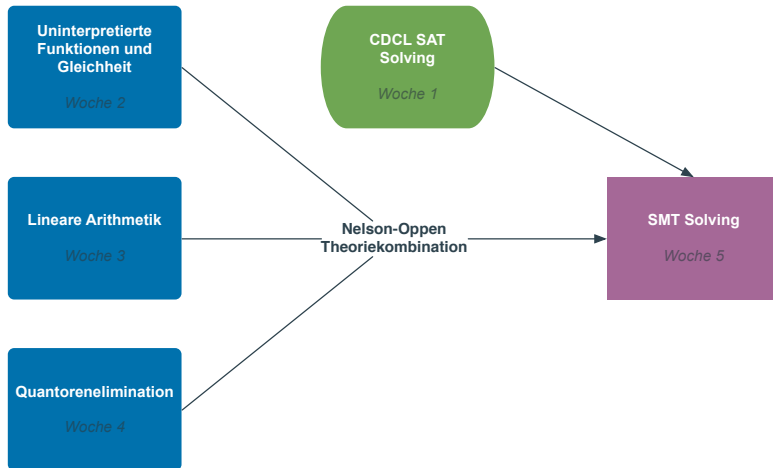 Uninterpretierte
Funktionen und
Gleichheit
Woche 2
CDCL SAT
Solving
Woche 1
Lineare Arithmetik
Woche 3
Nelson-Oppen
Theoriekombination
SMT Solving
Woche 5
Quantorenelimination
Woche 4